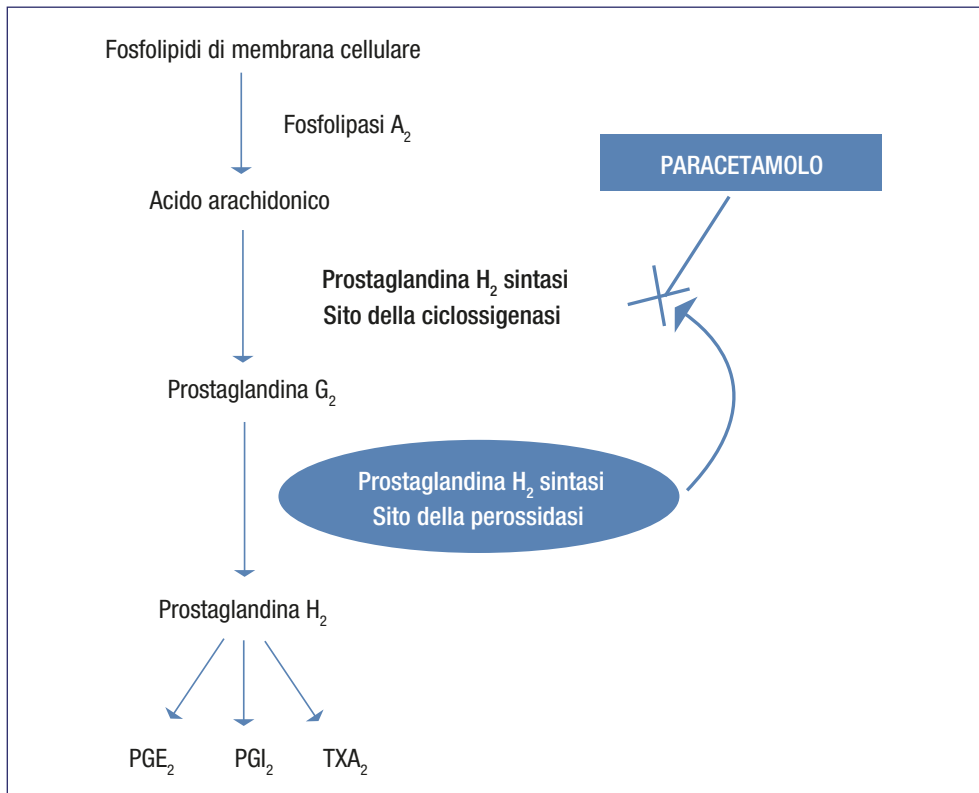 Fosfolipidi di membrana cellulare
Fosfolipasi A₂
PARACETAMOLO
Acido arachidonico
Prostaglandina H₂ sintasi
Sito della ciclossigenasi
Prostaglandina G₂
Prostaglandina H₂ sintasi
Sito della perossidasi
Prostaglandina H₂
PGE₂ PGI₂ TXA₂